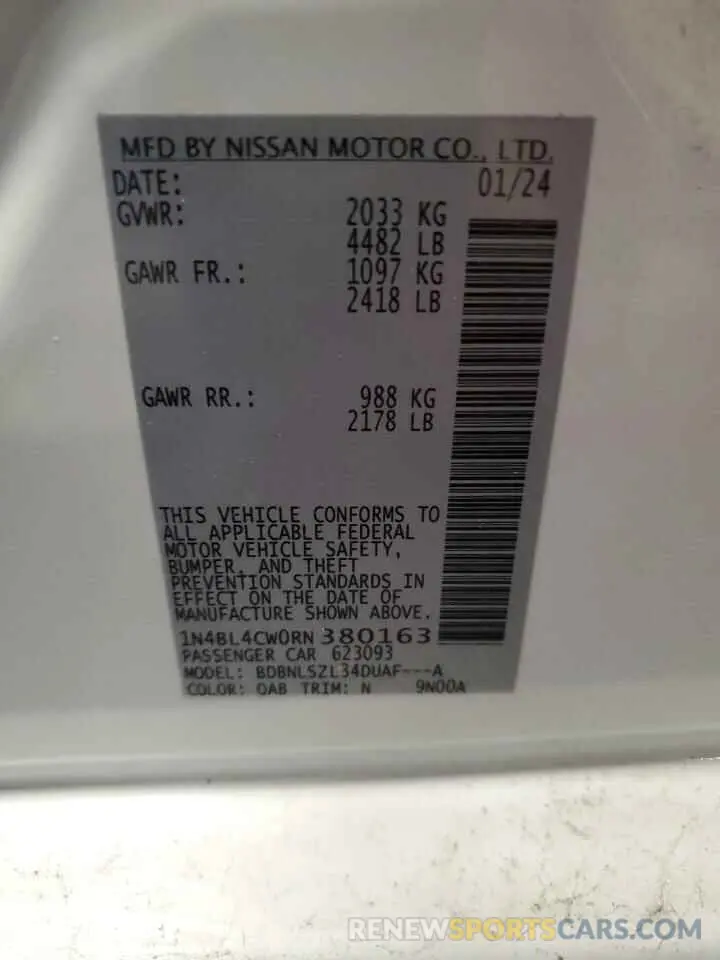 MFD BY NISSAN MOTOR CO., LTD.
DATE: 01/24
GVWR: 2033 KG
4482 LB
GAWR FR.: 1097 KG
2418 LB
GAWR RR.: 988 KG
2178 LB
THIS VEHICLE CONFORMS TO
ALL APPLICABLE FEDERAL
MOTOR VEHICLE SAFETY,
BUMPER, AND THEFT
PREVENTION STANDARDS IN
EFFECT ON THE DATE OF
MANUFACTURE SHOWN ABOVE.
1N4BL4CW0RN380163
PASSENGER CAR 623093
MODEL: BDBNLSZL34DUAF---A
COLOR: QAB TRIM: N 9N00A
RENEWSPORTSCARS.COM